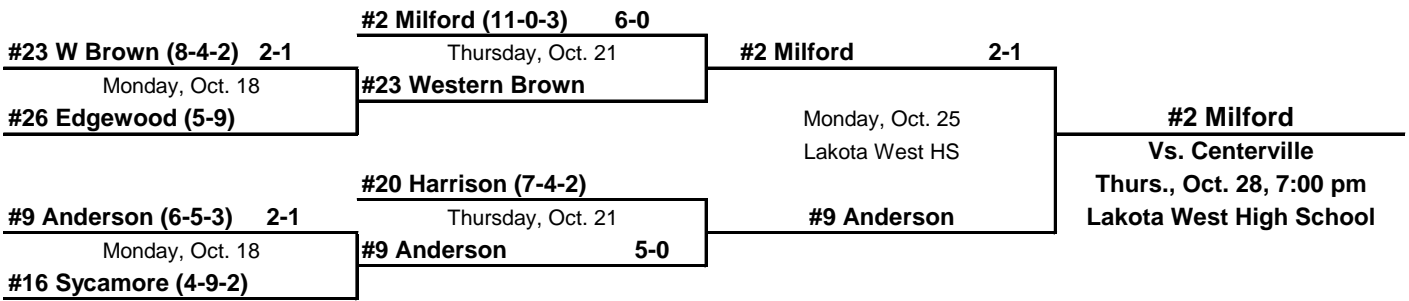 #2 Milford (11-0-3) 6-0
#23 W Brown (8-4-2) 2-1
Thursday, Oct. 21
#2 Milford 2-1
Monday, Oct. 18
#23 Western Brown
#26 Edgewood (5-9)
Monday, Oct. 25
#2 Milford
Lakota West HS
Vs. Centerville
#20 Harrison (7-4-2)
Thurs., Oct. 28, 7:00 pm
#9 Anderson (6-5-3) 2-1
Thursday, Oct. 21
#9 Anderson
Lakota West High School
Monday, Oct. 18
#9 Anderson 5-0
#16 Sycamore (4-9-2)